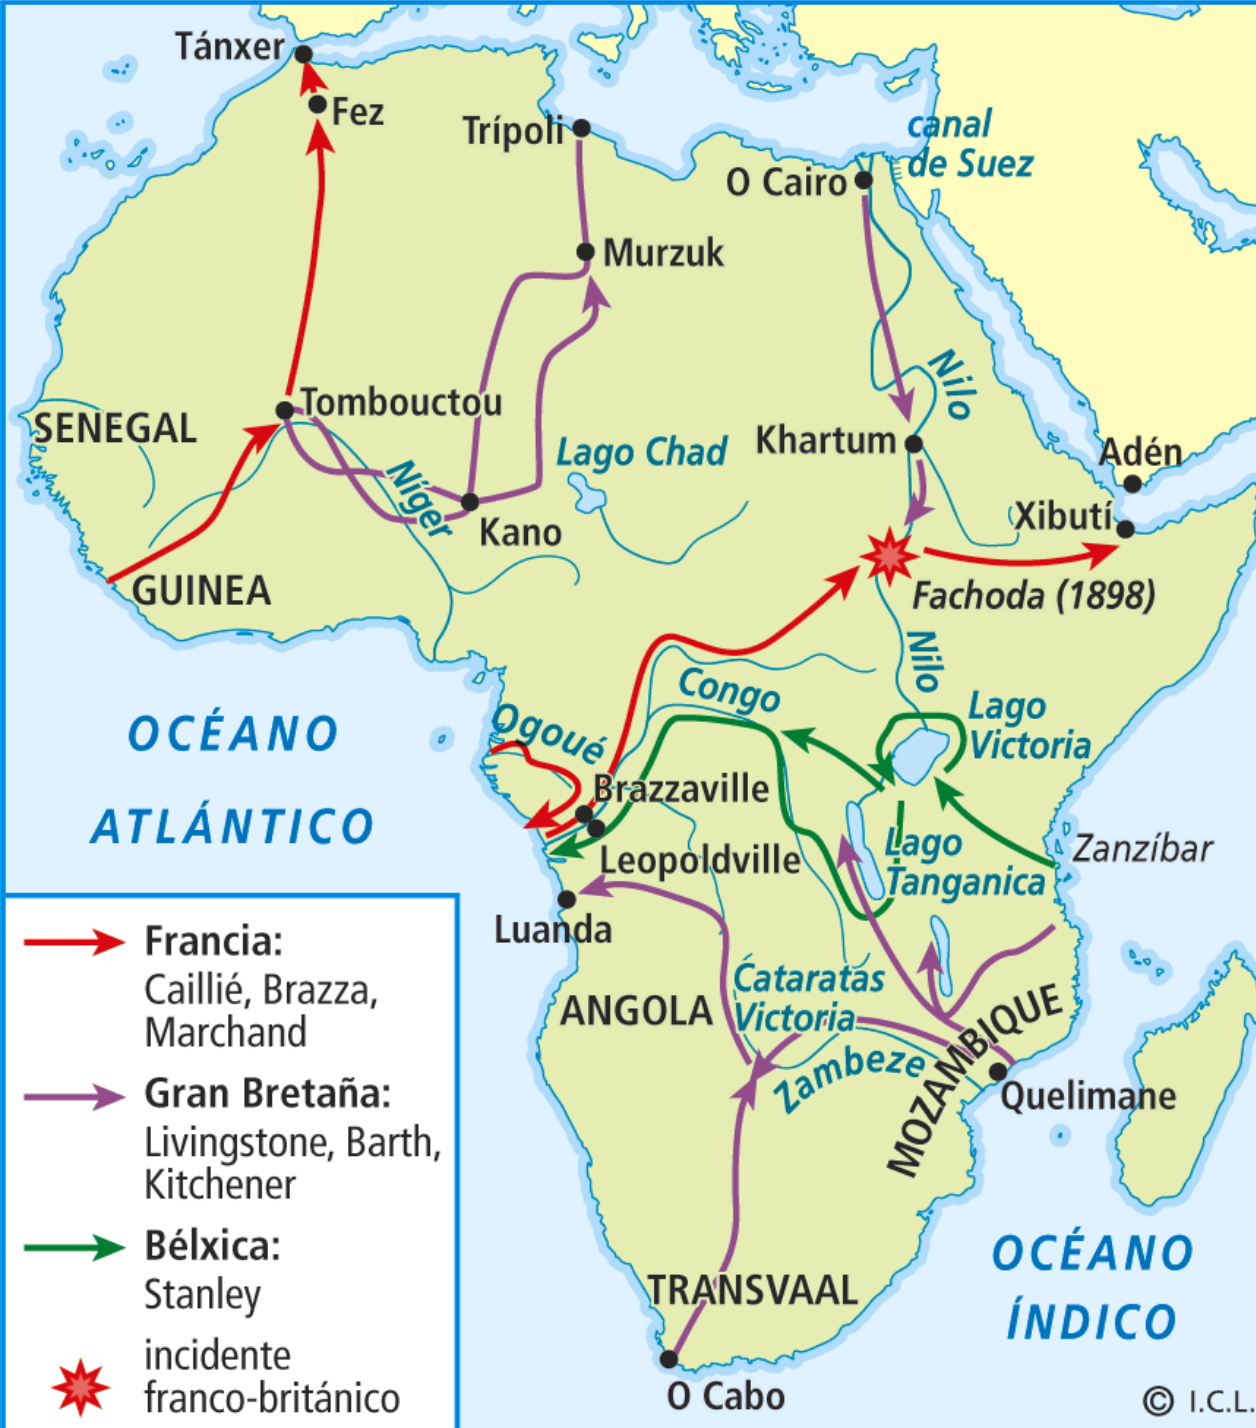 Tánxer
Fez
Trípoli
canal
de Suez
O Cairo
Murzuk
Nilo
Tombouctou
SENEGAL
Khartum
Lago Chad
Adén
Níger
Xibutí
Kano
GUINEA
Fachoda (1898)
Nilo
Congo
Lago
Victoria
Ogoué
OCÉANO
ATLÁNTICO
Brazzaville
Leopoldville
Lago
Tanganica
Zanzíbar
Luanda
Cataratas
Victoria
ANGOLA
MOZAMBIQUE
Zambeze
Quelimane
TRANSVAAL
OCÉANO
ÍNDICO
O Cabo
Francia:
Caillié, Brazza,
Marchand
Gran Bretaña:
Livingstone, Barth,
Kitchener
Bélxica:
Stanley
incidente
franco-británico
© I.C.L.